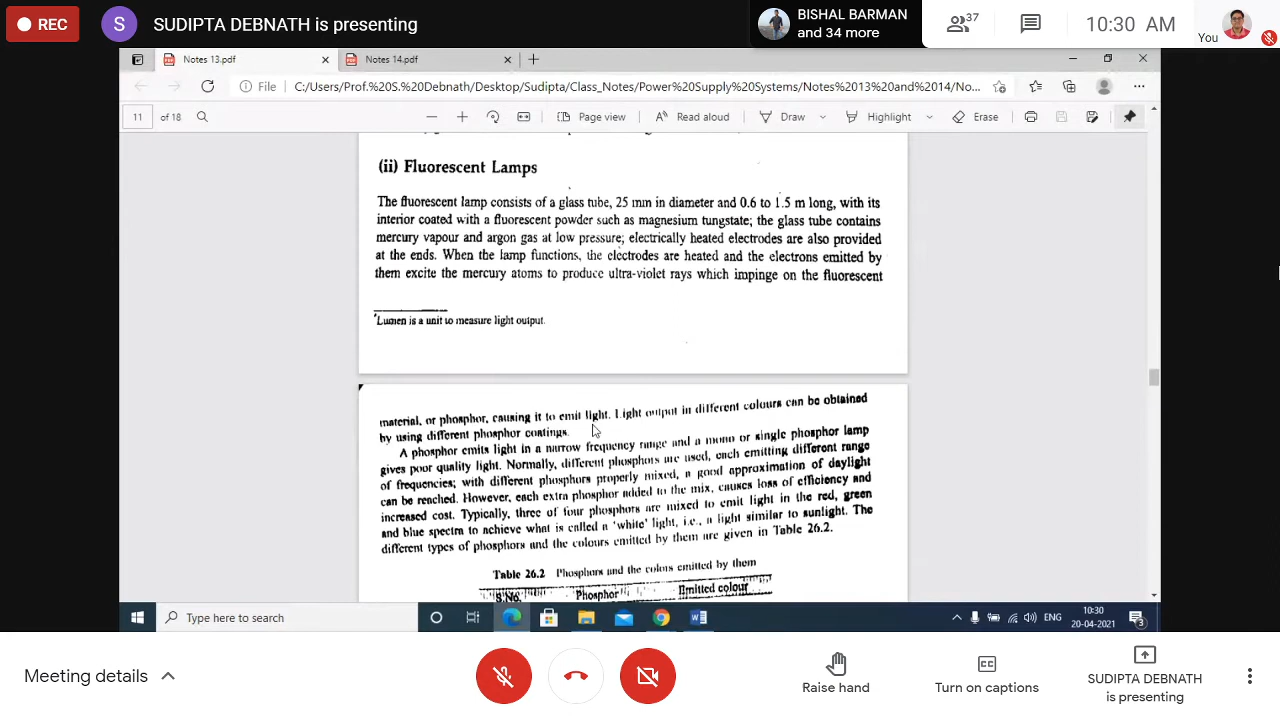 REC
S
SUDIPTA DEBNATH is presenting
BISHAL BARMAN
and 34 more
37
10:30 AM
You
Notes 13.pdf
Notes 14.pdf
File
C:/Users/Prof.%20S.%20Debnath/Desktop/Sudipta/Class_Notes/Power%20Supply%20Systems/Notes%2013%20and%2014/No...
11 of 18
Page view
Read aloud
Draw
Highlight
Erase
(ii) Fluorescent Lamps
The fluorescent lamp consists of a glass tube, 25 mm in diameter and 0.6 to 1.5 m long, with its
interior coated with a fluorescent powder such as magnesium tungstate; the glass tube contains
mercury vapour and argon gas at low pressure; electrically heated electrodes are also provided
at the ends. When the lamp functions, the electrodes are heated and the electrons emitted by
them excite the mercury atoms to produce ultra-violet rays which impinge on the fluorescent
*Lumen is a unit to measure light output.
material, or phosphor, causing it to emit light. Light output in different colours can be obtained
by using different phosphor coatings.
A phosphor emits light in a narrow frequency range and a mono or single phosphor lamp
gives poor quality light. Normally, different phosphors are used, each emitting different range
of frequencies; with different phosphors properly mixed, a good approximation of daylight
can be reached. However, each extra phosphor added to the mix, causes loss of efficiency and
increased cost. Typically, three of four phosphors are mixed to emit light in the red, green
and blue spectra to achieve what is called a 'white' light, i.e., a light similar to sunlight. The
different types of phosphors and the colours emitted by them are given in Table 26.2.
Table 26.2 Phosphors and the colors emitted by them
S.No. Phosphor Emitted colour
Type here to search
ENG
10:30
20-04-2021
3
Meeting details
Raise hand
Turn on captions
SUDIPTA DEBNATH
is presenting